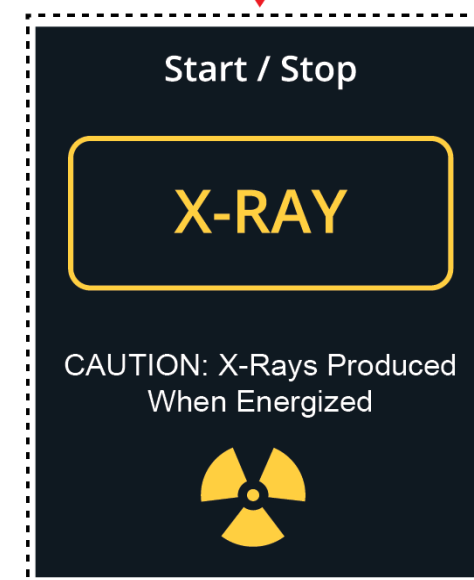 Start / Stop
X-RAY
CAUTION: X-Rays Produced
When Energized